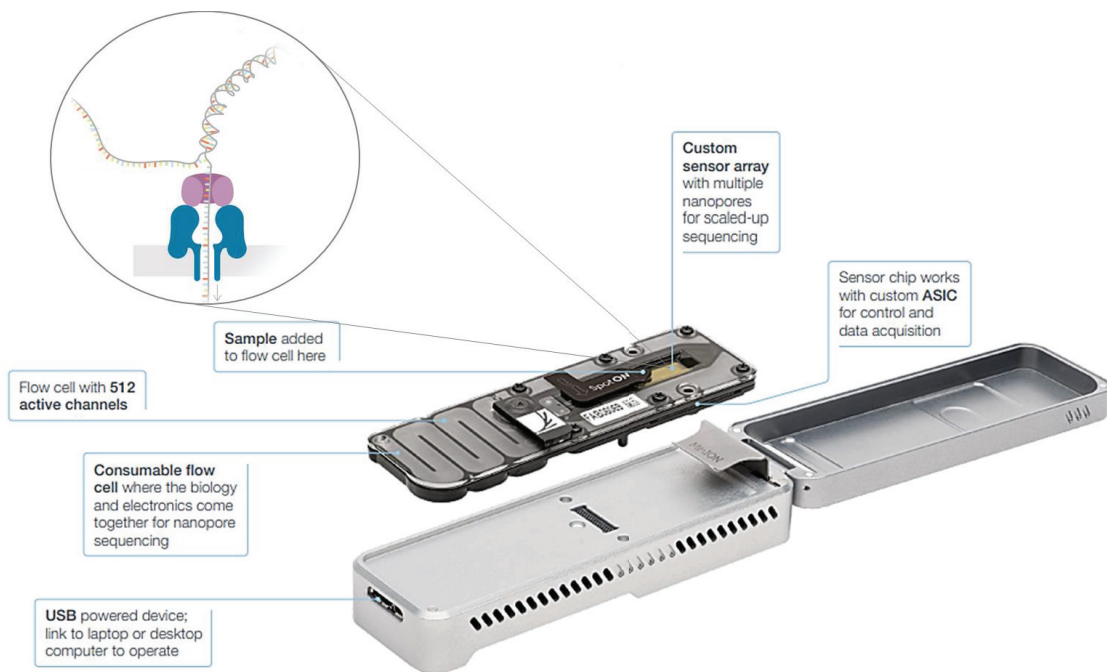 Custom
sensor array
with multiple
nanopores
for scaled-up
sequencing
Sensor chip works
with custom ASIC
for control and
data acquisition
Sample added
to flow cell here
Flow cell with 512
active channels
SpotON
Consumable flow
cell where the biology
and electronics come
together for nanopore
sequencing
MinION
USB powered device;
link to laptop or desktop
computer to operate